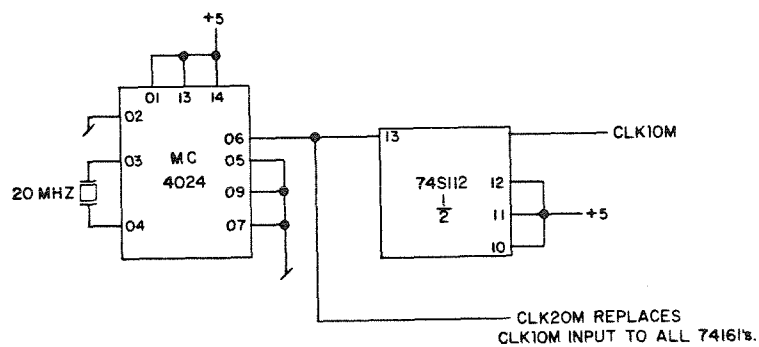 +5
01 13 14
02
03
04
MC
4024
06
05
09
07
20 MHZ
13
74S112
1
2
12
11
10
CLK10M
+5
CLK20M REPLACES
CLK10M INPUT TO ALL 74161's.